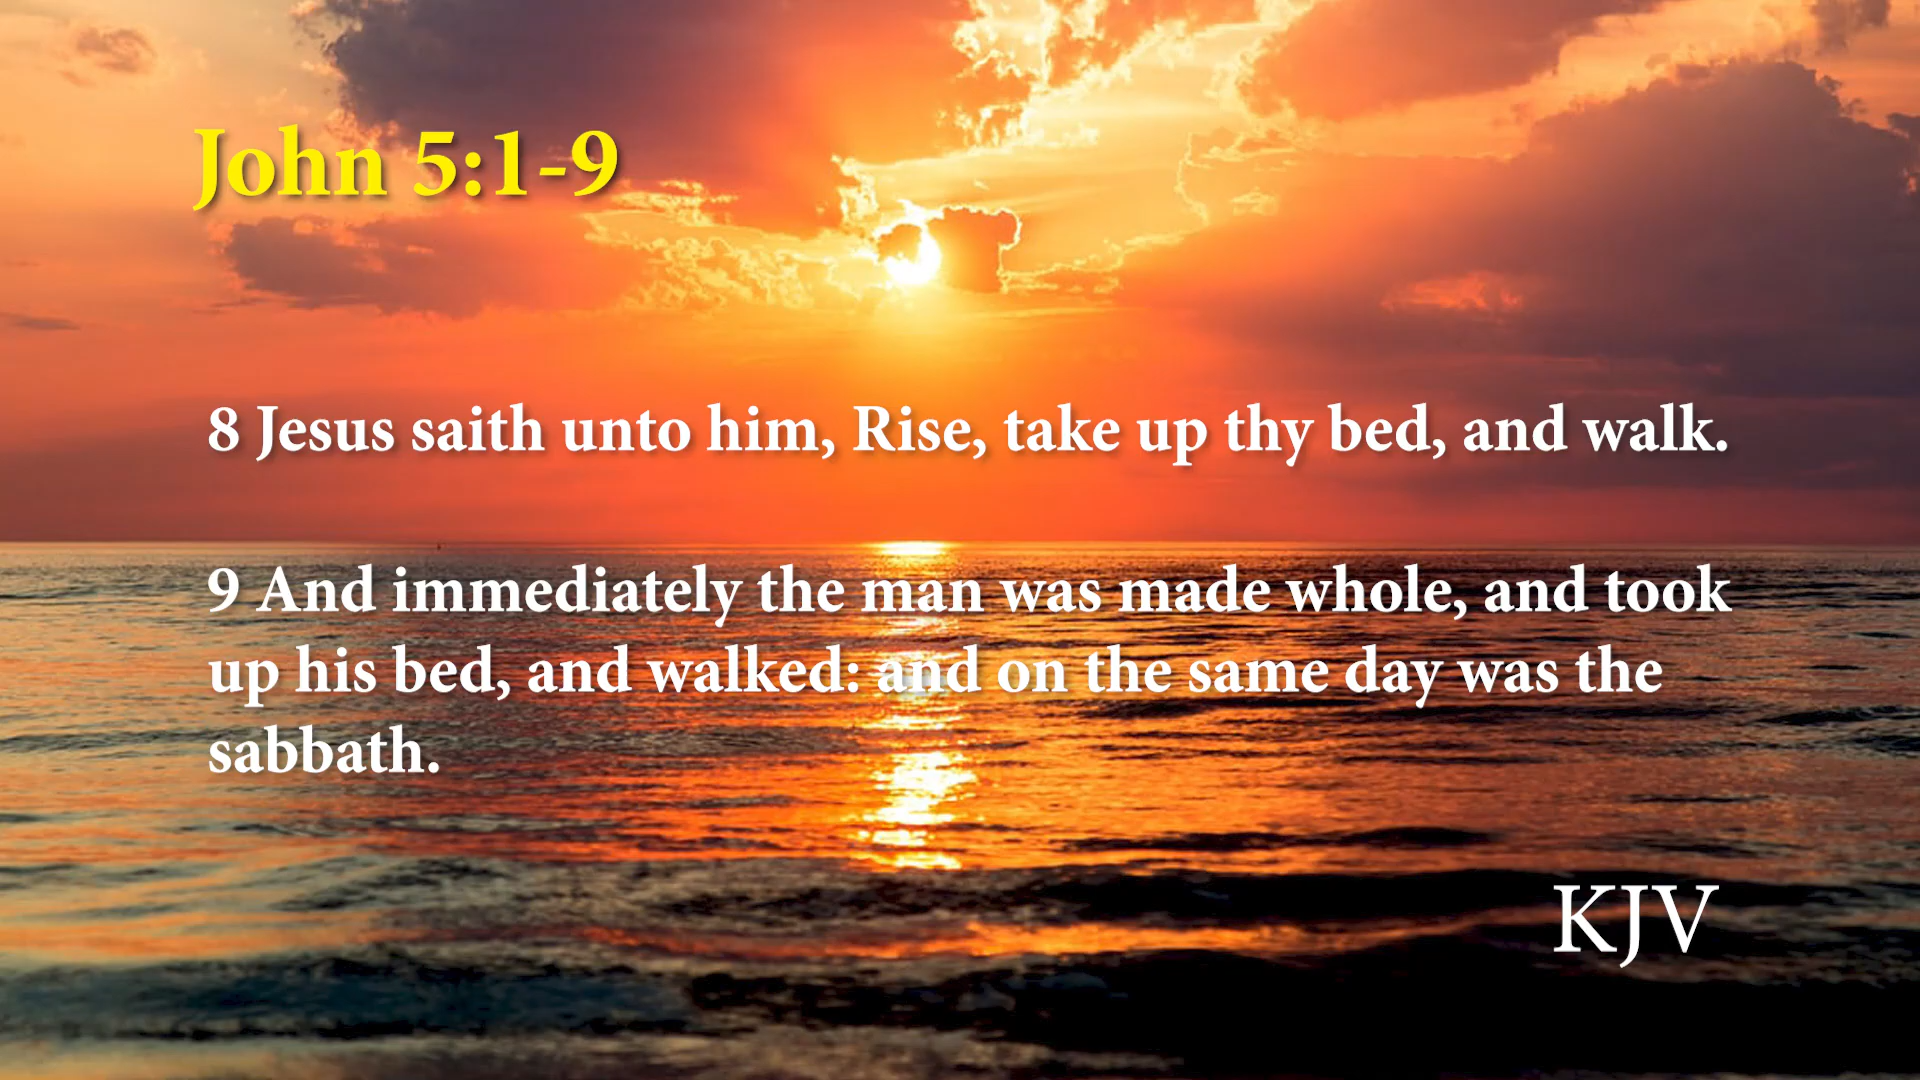 John 5:1-9
8 Jesus saith unto him, Rise, take up thy bed, and walk.
9 And immediately the man was made whole, and took
up his bed, and walked: and on the same day was the
sabbath.
KJV